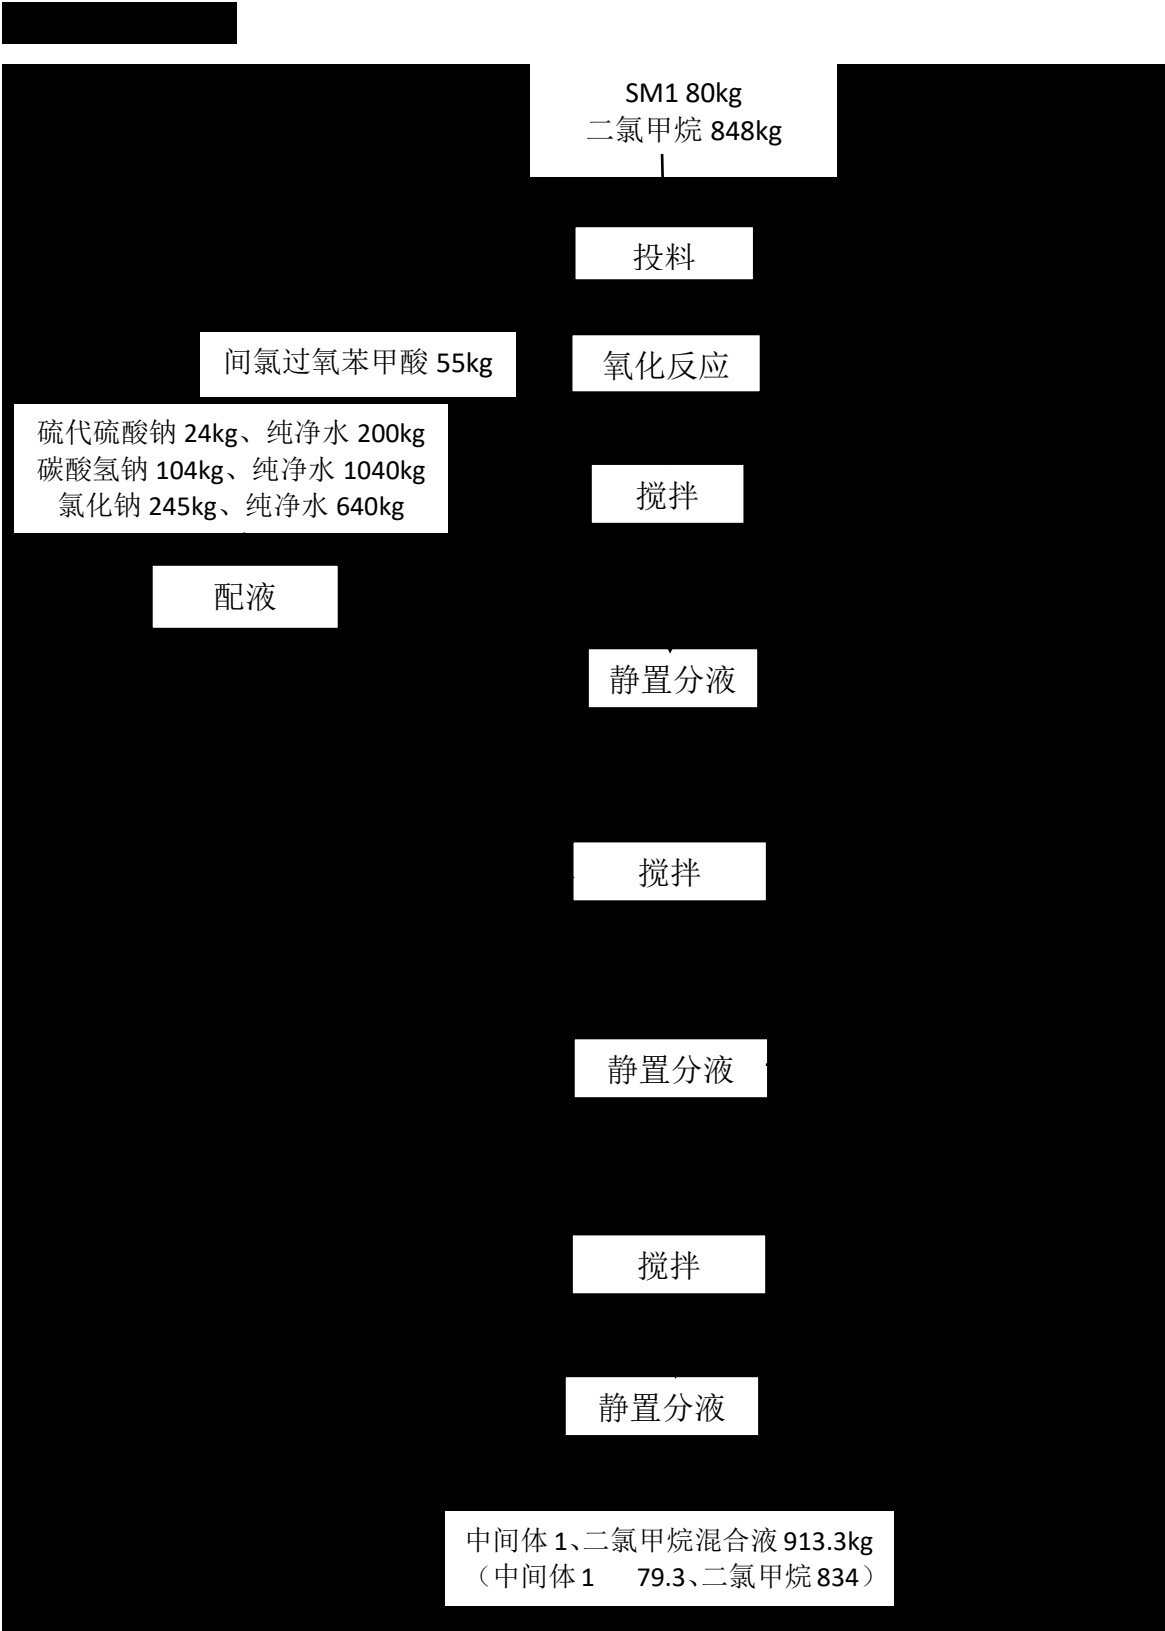 SM1 80kg
二氯甲烷 848kg
投料
间氯过氧苯甲酸 55kg
氧化反应
硫代硫酸钠 24kg、纯净水 200kg
碳酸氢钠 104kg、纯净水 1040kg
氯化钠 245kg、纯净水 640kg
搅拌
配液
静置分液
搅拌
静置分液
搅拌
静置分液
中间体 1、二氯甲烷混合液 913.3kg
（中间体 1 79.3、二氯甲烷 834）